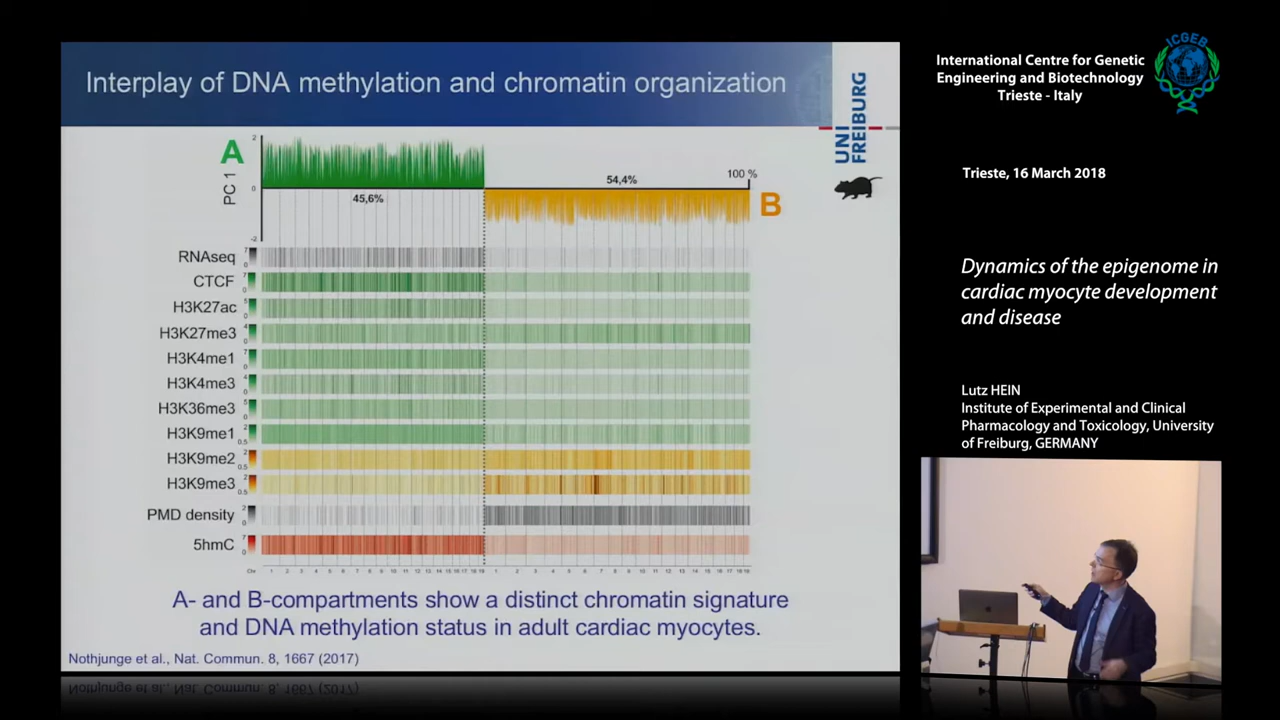 Interplay of DNA methylation and chromatin organization
UNI
FREIBURG
A
PC 1
2
0
-2
45,6%
54,4%
100 %
B
RNAseq
CTCF
H3K27ac
H3K27me3
H3K4me1
H3K4me3
H3K36me3
H3K9me1
H3K9me2
H3K9me3
PMD density
5hmC
A- and B-compartments show a distinct chromatin signature
and DNA methylation status in adult cardiac myocytes.
Nothjunge et al., Nat. Commun. 8, 1667 (2017)
International Centre for Genetic
Engineering and Biotechnology
Trieste - Italy
ICGEB
Trieste, 16 March 2018
Dynamics of the epigenome in
cardiac myocyte development
and disease
Lutz HEIN
Institute of Experimental and Clinical
Pharmacology and Toxicology, University
of Freiburg, GERMANY